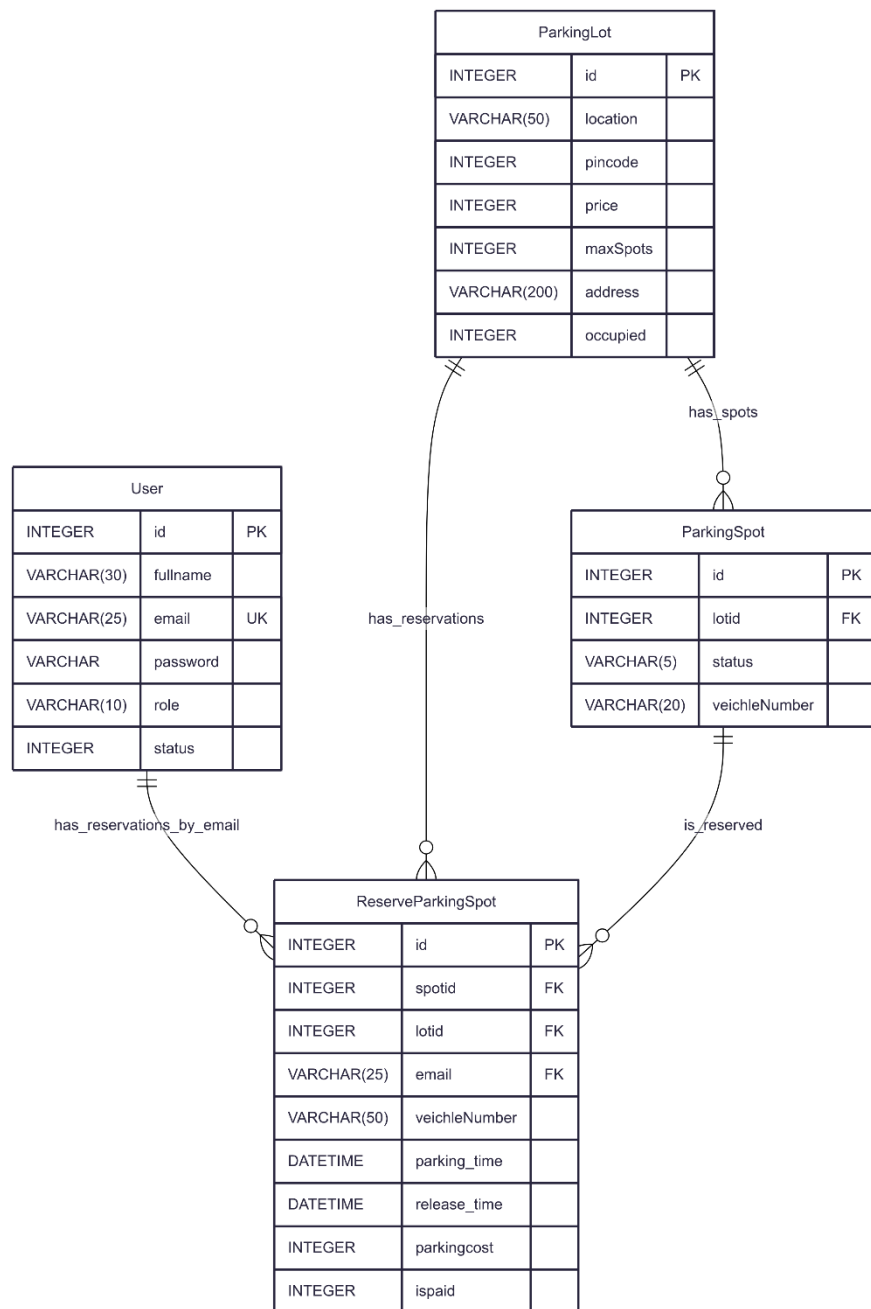 ParkingLot
INTEGER id PK
VARCHAR(50) location
INTEGER pincode
INTEGER price
INTEGER maxSpots
VARCHAR(200) address
INTEGER occupied
has_spots
User
INTEGER id PK
VARCHAR(30) fullname
VARCHAR(25) email UK
VARCHAR password
VARCHAR(10) role
INTEGER status
has_reservations
ParkingSpot
INTEGER id PK
INTEGER lotid FK
VARCHAR(5) status
VARCHAR(20) veichleNumber
has_reservations_by_email
is_reserved
ReserveParkingSpot
INTEGER id PK
INTEGER spotid FK
INTEGER lotid FK
VARCHAR(25) email FK
VARCHAR(50) veichleNumber
DATETIME parking_time
DATETIME release_time
INTEGER parkingcost
INTEGER ispaid